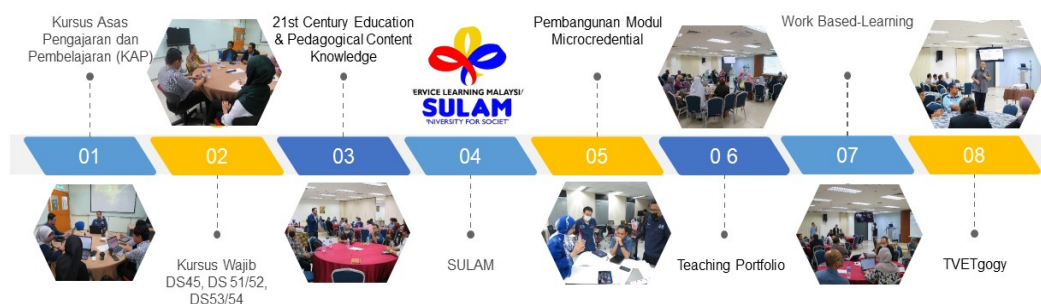 Kursus Asas
Pengajaran dan
Pembelajaran (KAP)
21st Century Education
& Pedagogical Content
Knowledge
ERVICE LEARNING MALAYSI
SULAM
NIVERSITY FOR SOCIET
Pembangunan Modul
Microcredential
Work Based-Learning
01
02
03
04
05
0 6
07
08
Kursus Wajib
DS45, DS 51/52,
DS53/54
SULAM
Teaching Portfolio
TVETgogy